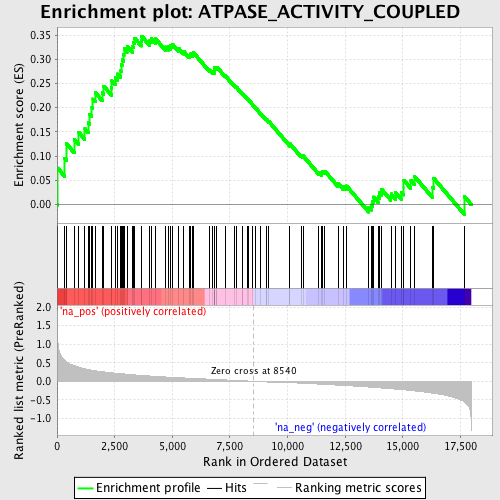 Enrichment plot: ATPASE_ACTIVITY_COUPLED
Enrichment score (ES)
0.35
0.30
0.25
0.20
0.15
0.10
0.05
0.00
'na_pos' (positively correlated)
Ranked list metric (PreRanked)
2.0
1.5
1.0
0.5
0.0
-0.5
-1.0
Zero cross at 8540
'na_neg' (negatively correlated)
0
2,500
5,000
7,500
10,000
12,500
15,000
17,500
Rank in Ordered Dataset
Enrichment profile
Hits
Ranking metric scores